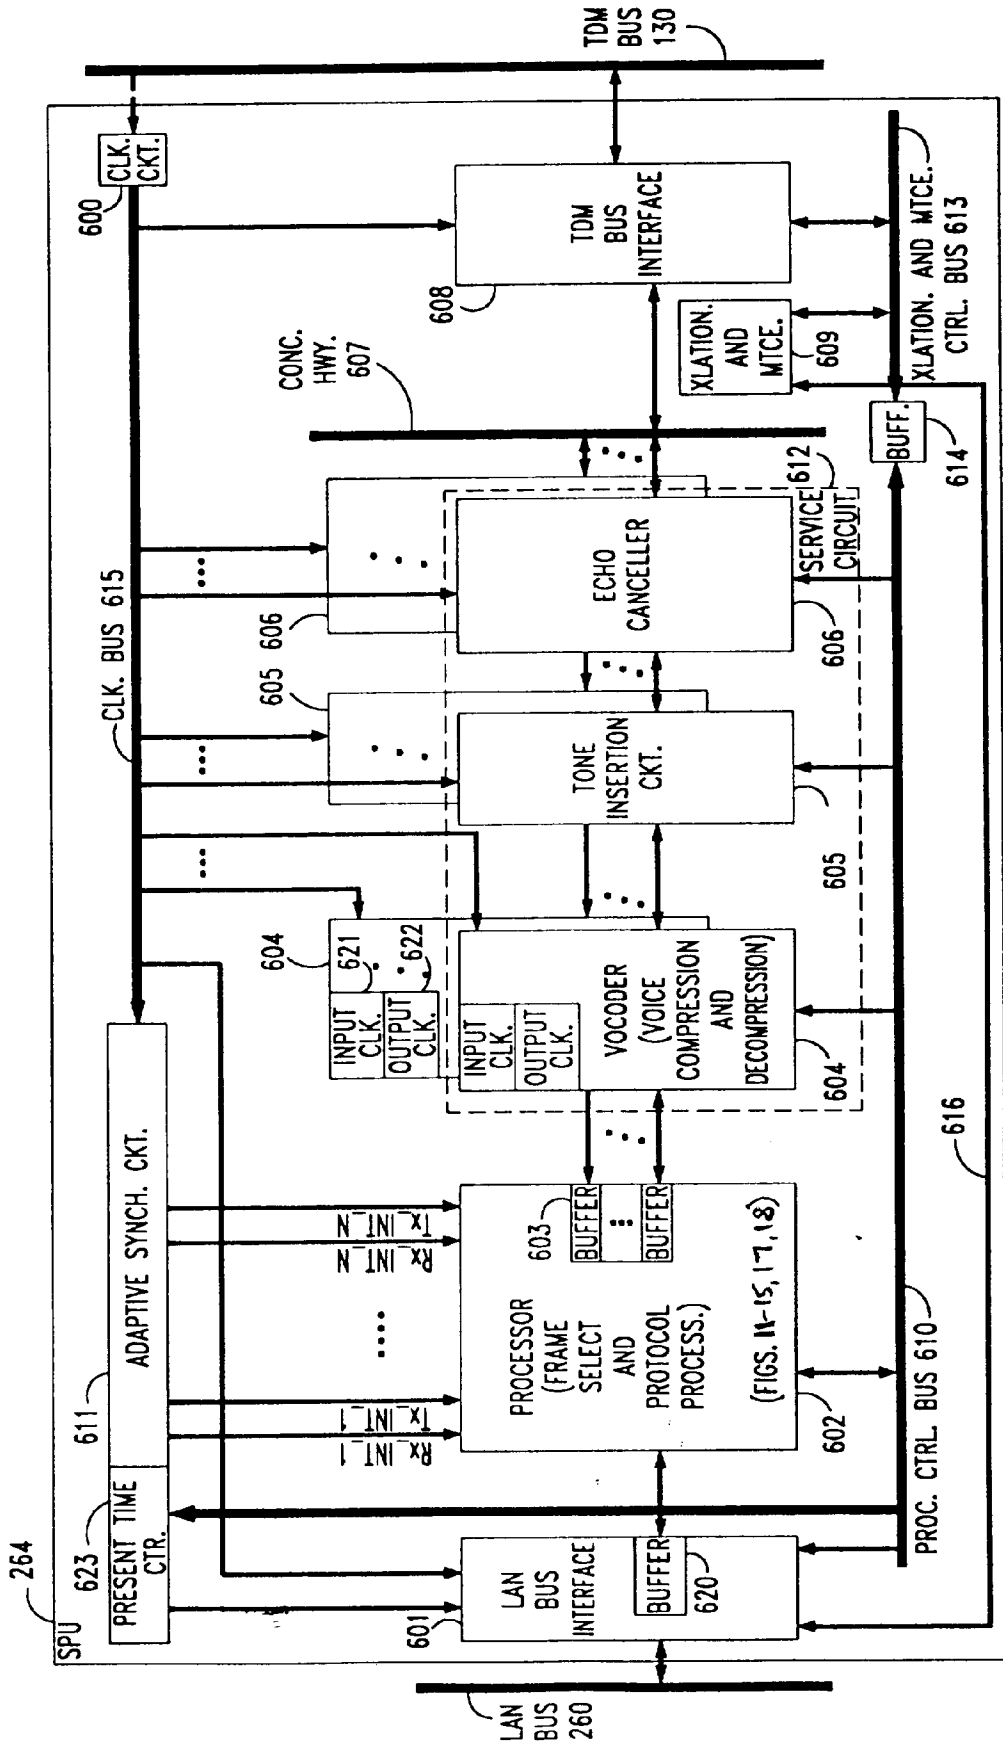 264
SPU
623
PRESENT TIME
CTR.
611
ADAPTIVE SYNCH. CKT.
CLK. BUS 615
600
CLK.
CKT.
TDM
BUS
130
Rx_INT_1
Tx_INT_1
....
Rx_INT_N
Tx_INT_N
604
621
INPUT
CLK.
622
OUTPUT
CLK.
...
605
...
606
...
CONC.
HWY.
607
608
TDM
BUS
INTERFACE
601
LAN
BUS
INTERFACE
BUFFER
620
LAN
BUS
260
PROCESSOR
(FRAME
SELECT
AND
PROTOCOL
PROCESS.)
(FIGS. 11-15, 17, 18)
603
BUFFER
...
BUFFER
602
INPUT
CLK.
OUTPUT
CLK.
VOCODER
(VOICE
COMPRESSION
AND
DECOMPRESSION)
604
TONE
INSERTION
CKT.
605
ECHO
CANCELLER
606
SERVICE
CIRCUIT
612
XLATION.
AND
MTCE.
609
BUFF.
614
XLATION. AND MTCE.
CTRL. BUS 613
PROC. CTRL. BUS 610
616